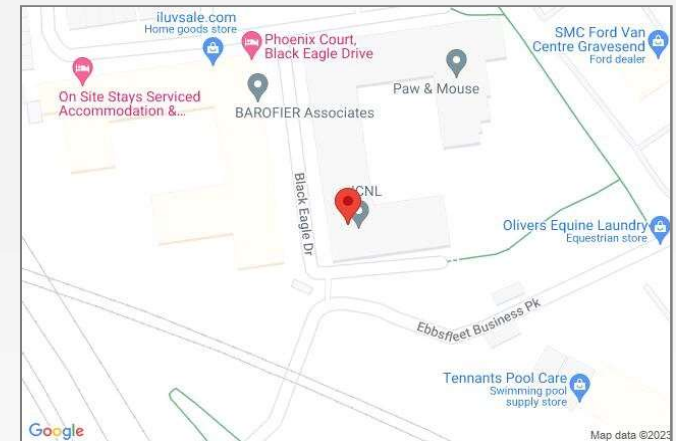 iluvsale.com
Home goods store
Phoenix Court,
Black Eagle Drive
SMC Ford Van
Centre Gravesend
Ford dealer
On Site Stays Serviced
Accommodation &...
BAROFIER Associates
Paw & Mouse
Black Eagle Dr
Olivers Equine Laundry
Equestrian store
Ebbsfleet Business Pk
Tennants Pool Care
Swimming pool
supply store
Google
Map data ©2023